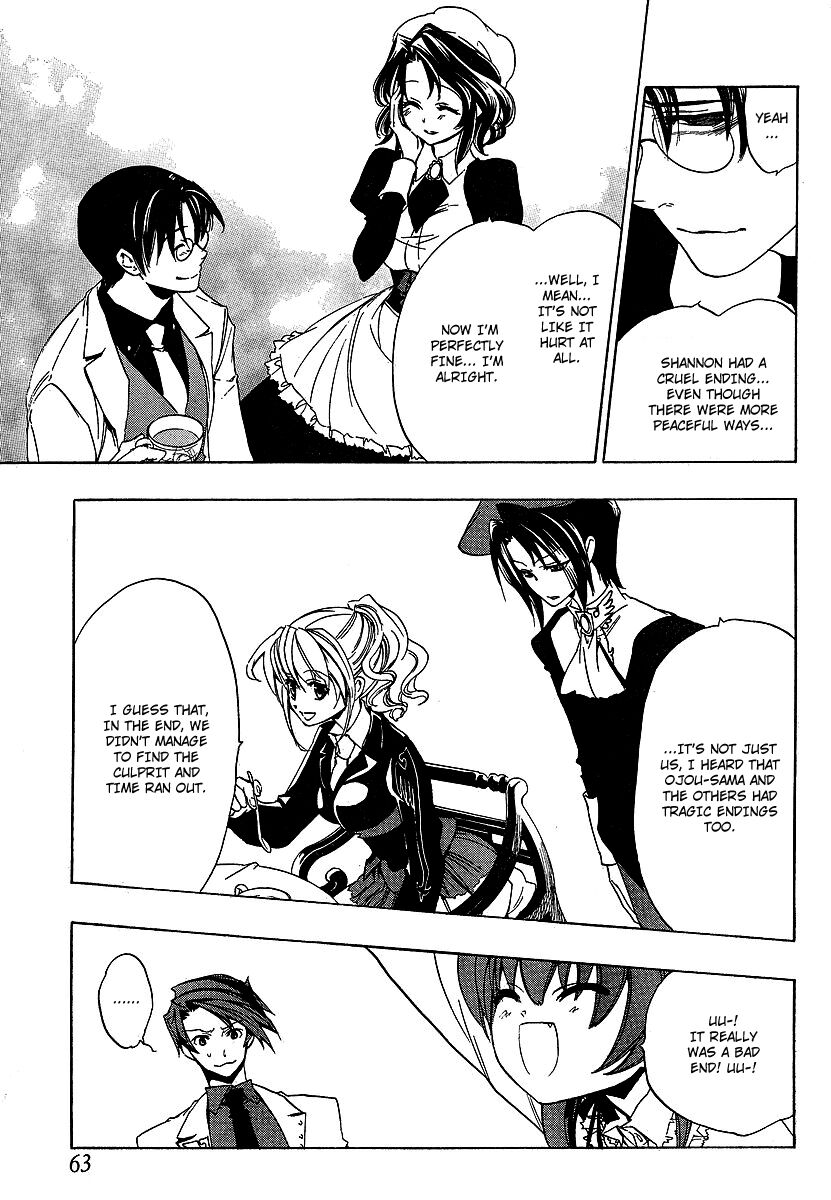 YEAH
...
SHANNON HAD A
CRUEL ENDING...
EVEN THOUGH
THERE WERE MORE
PEACEFUL WAYS...
...WELL, I
MEAN...
IT'S NOT
LIKE IT
HURT AT
ALL.
NOW I'M
PERFECTLY
FINE... I'M
ALRIGHT.
...IT'S NOT JUST
US, I HEARD THAT
OJOU-SAMA AND
THE OTHERS HAD
TRAGIC ENDINGS
TOO.
I GUESS THAT,
IN THE END, WE
DIDN'T MANAGE
TO FIND THE
CULPRIT AND
TIME RAN OUT.
UU-!
IT REALLY
WAS A BAD
END! UU-!
......
63